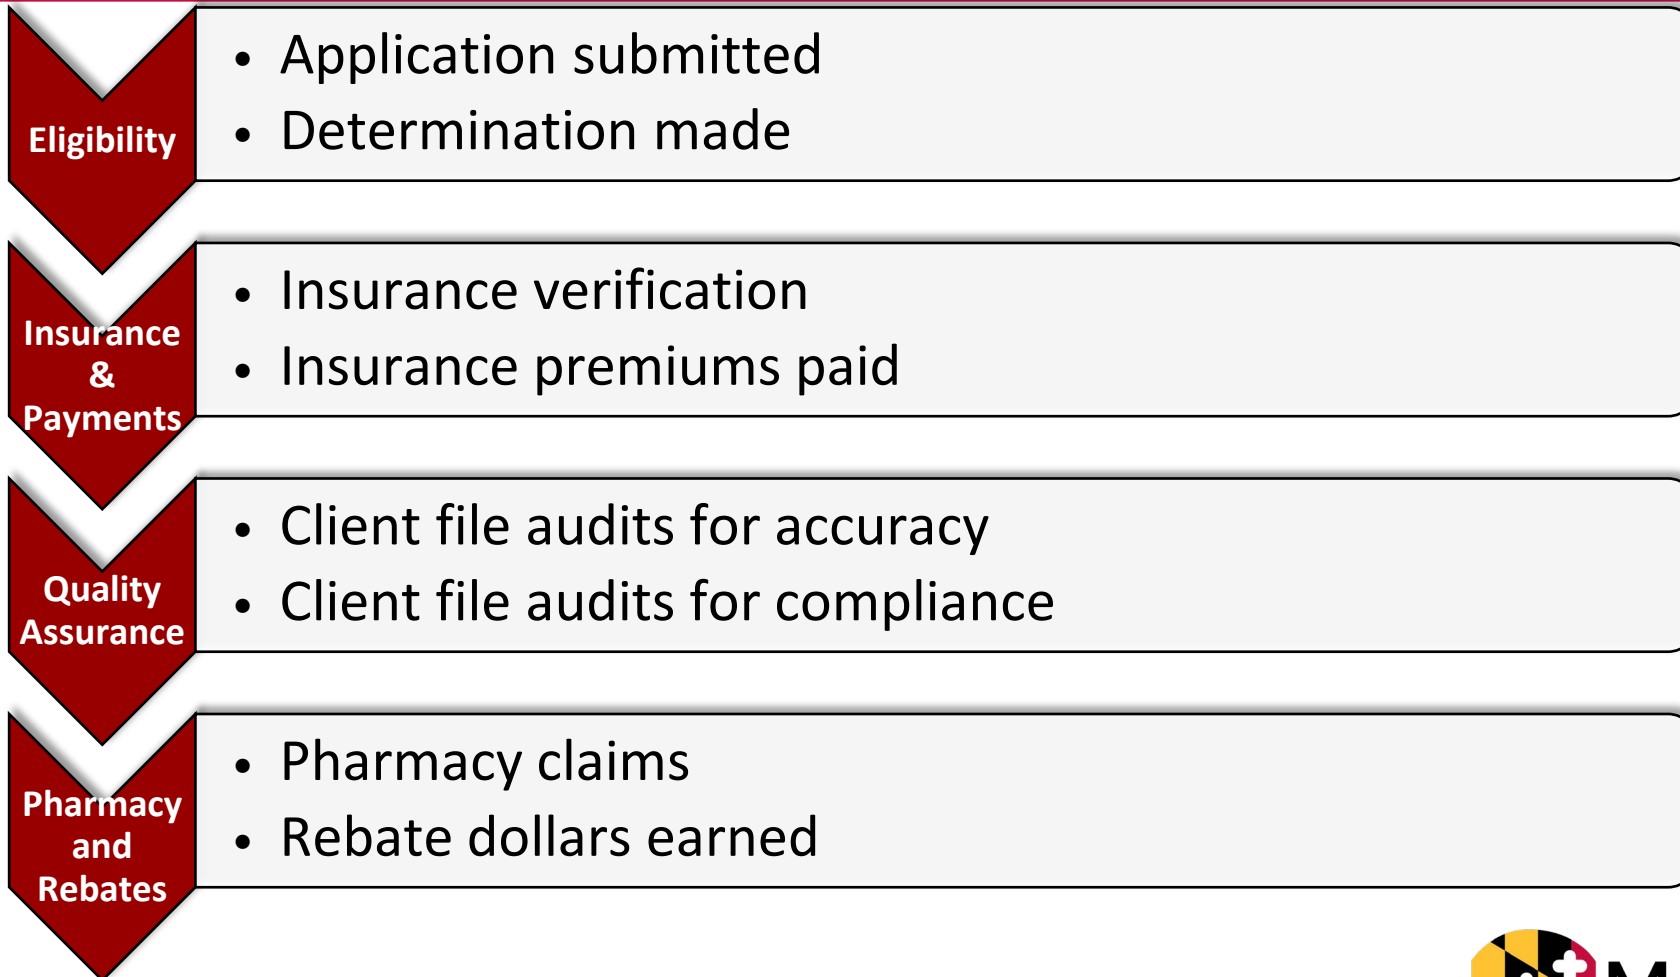 Eligibility
• Application submitted
• Determination made
Insurance
&
Payments
• Insurance verification
• Insurance premiums paid
Quality
Assurance
• Client file audits for accuracy
• Client file audits for compliance
Pharmacy
and
Rebates
• Pharmacy claims
• Rebate dollars earned